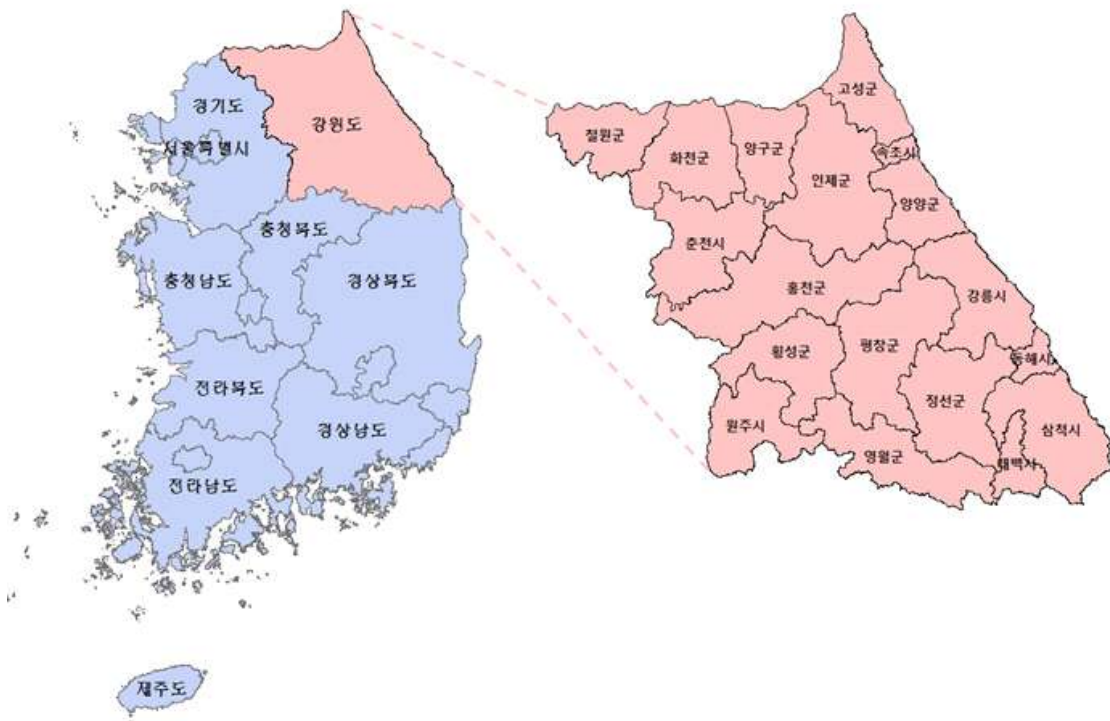 경기도
서울특별시
강원도
충청북도
충청남도
경상북도
전라북도
경상남도
전라남도
제주도
고성군
철원군
화천군
양구군
속초시
인제군
양양군
춘천시
홍천군
강릉시
횡성군
평창군
동해시
원주시
정선군
삼척시
영월군
태백시